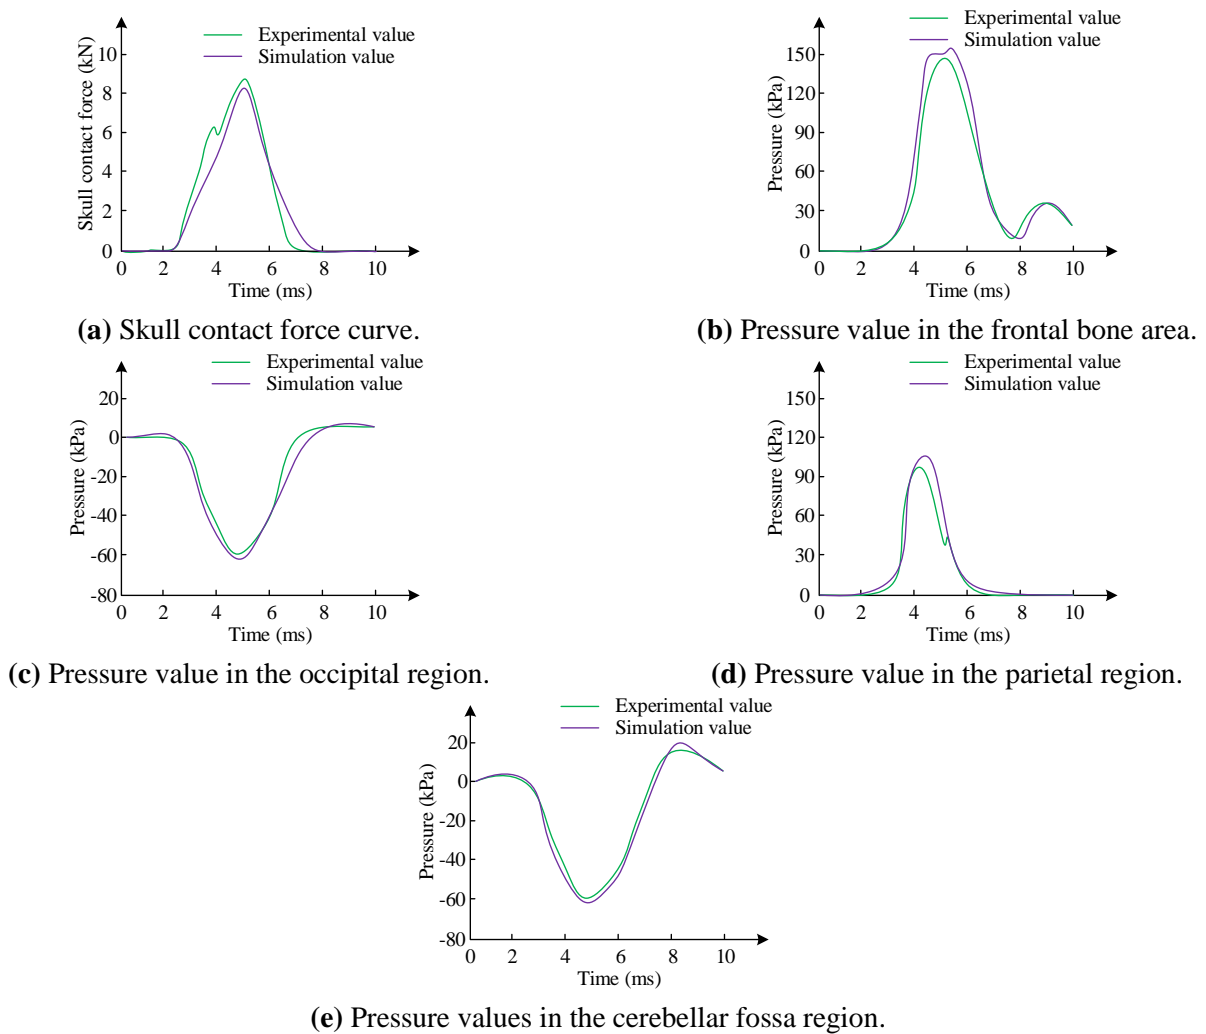 Experimental value
Simulation value
Skull contact force (kN)
10
8
6
4
2
0
0 2 4 6 8 10
Time (ms)
(a) Skull contact force curve.
Experimental value
Simulation value
Pressure (kPa)
150
120
90
60
30
0
0 2 4 6 8 10
Time (ms)
(b) Pressure value in the frontal bone area.
Experimental value
Simulation value
Pressure (kPa)
20
0
-20
-40
-60
-80
0 2 4 6 8 10
Time (ms)
(c) Pressure value in the occipital region.
Experimental value
Simulation value
Pressure (kPa)
150
120
90
60
30
0
0 2 4 6 8 10
Time (ms)
(d) Pressure value in the parietal region.
Experimental value
Simulation value
Pressure (kPa)
20
0
-20
-40
-60
-80
0 2 4 6 8 10
Time (ms)
(e) Pressure values in the cerebellar fossa region.